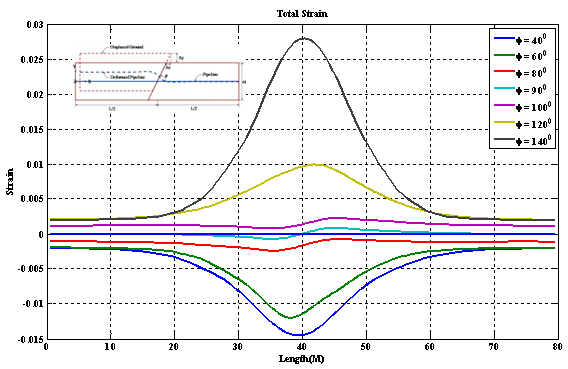 Total Strain
0.03
0.025
0.02
0.015
0.01
0.005
0
-0.005
-0.01
-0.015
Strain
0
10
20
30
40
50
60
70
80
Length(M)
Displaced Ground
Deformed Pipeline
Pipeline
L/2
L/2
ϕ = 40⁰
ϕ = 60⁰
ϕ = 80⁰
ϕ = 90⁰
ϕ = 100⁰
ϕ = 120⁰
ϕ = 140⁰